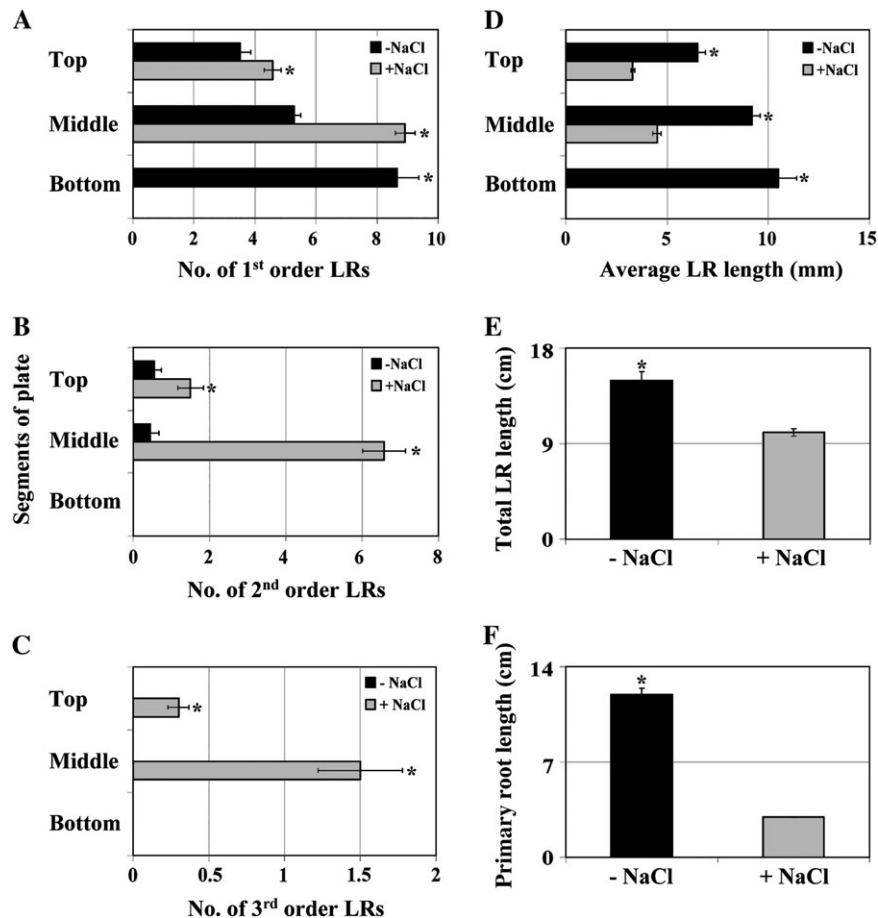 A
Top
Middle
Bottom
-NaCl
+NaCl
*
*
*
0 2 4 6 8 10
No. of 1st order LRs
B
Segments of plate
Top
Middle
Bottom
-NaCl
+NaCl
*
*
0 2 4 6 8
No. of 2nd order LRs
C
Top
Middle
Bottom
- NaCl
+ NaCl
*
*
0 0.5 1 1.5 2
No. of 3rd order LRs
D
Top
Middle
Bottom
-NaCl
+NaCl
*
*
*
0 5 10 15
Average LR length (mm)
E
Total LR length (cm)
18
9
0
*
- NaCl + NaCl
F
Primary root length (cm)
14
7
0
*
- NaCl + NaCl